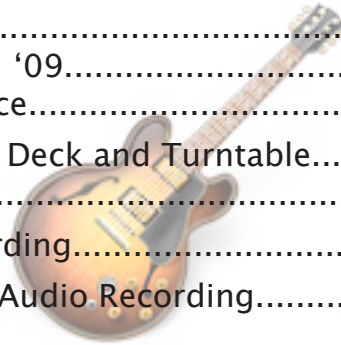 ........................................
‘09...............................
ce...................................
Deck and Turntable...
........................................
rding..............................
Audio Recording.........